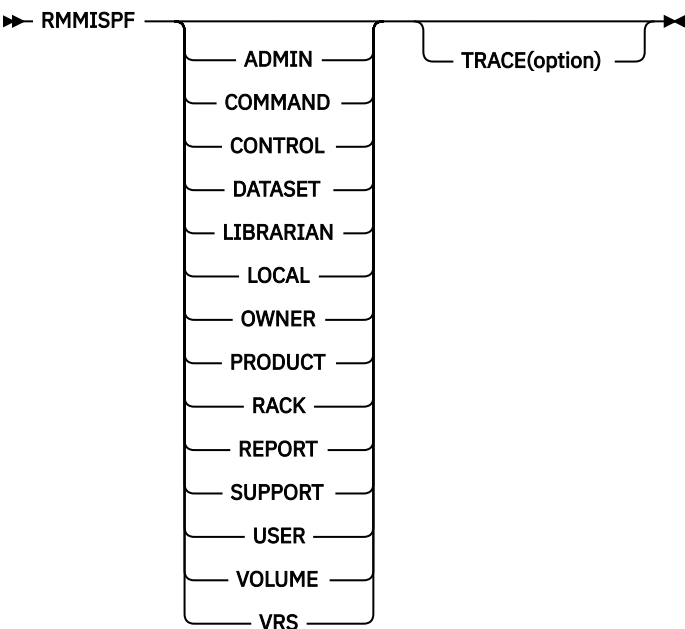 RMMISPF
ADMIN
TRACE(option)
COMMAND
CONTROL
DATASET
LIBRARIAN
LOCAL
OWNER
PRODUCT
RACK
REPORT
SUPPORT
USER
VOLUME
VRS